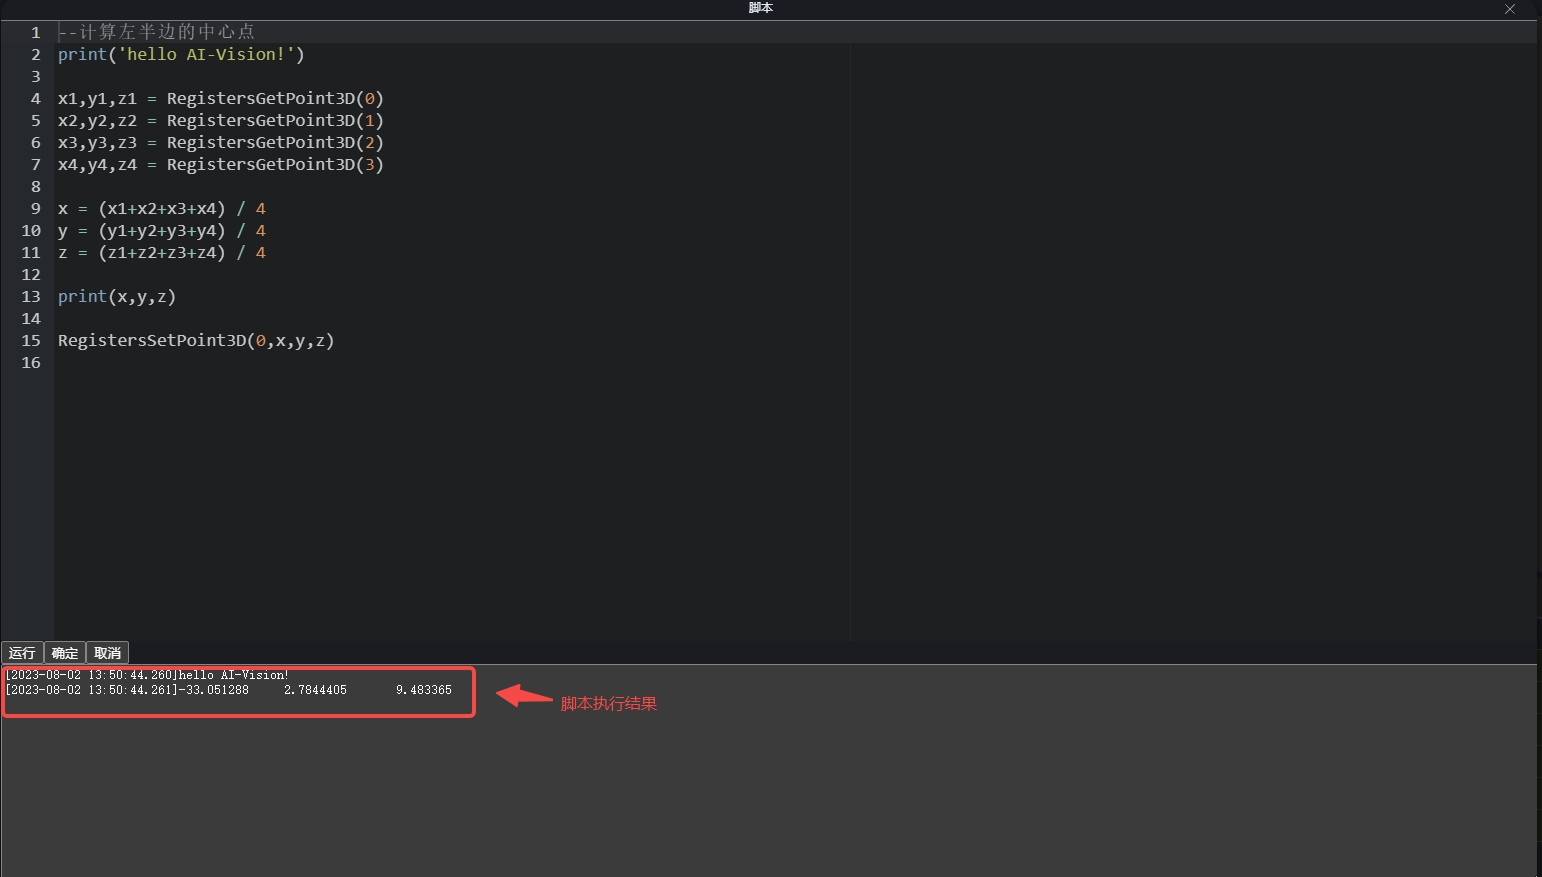 脚本
1 --计算左半边的中心点
2 print('hello AI-Vision!')
3
4 x1,y1,z1 = RegistersGetPoint3D(0)
5 x2,y2,z2 = RegistersGetPoint3D(1)
6 x3,y3,z3 = RegistersGetPoint3D(2)
7 x4,y4,z4 = RegistersGetPoint3D(3)
8
9 x = (x1+x2+x3+x4) / 4
10 y = (y1+y2+y3+y4) / 4
11 z = (z1+z2+z3+z4) / 4
12
13 print(x,y,z)
14
15 RegistersSetPoint3D(0,x,y,z)
16
运行 确定 取消
[2023-08-02 13:50:44.260]hello AI-Vision!
[2023-08-02 13:50:44.261]-33.051288 2.7844405 9.483365
脚本执行结果